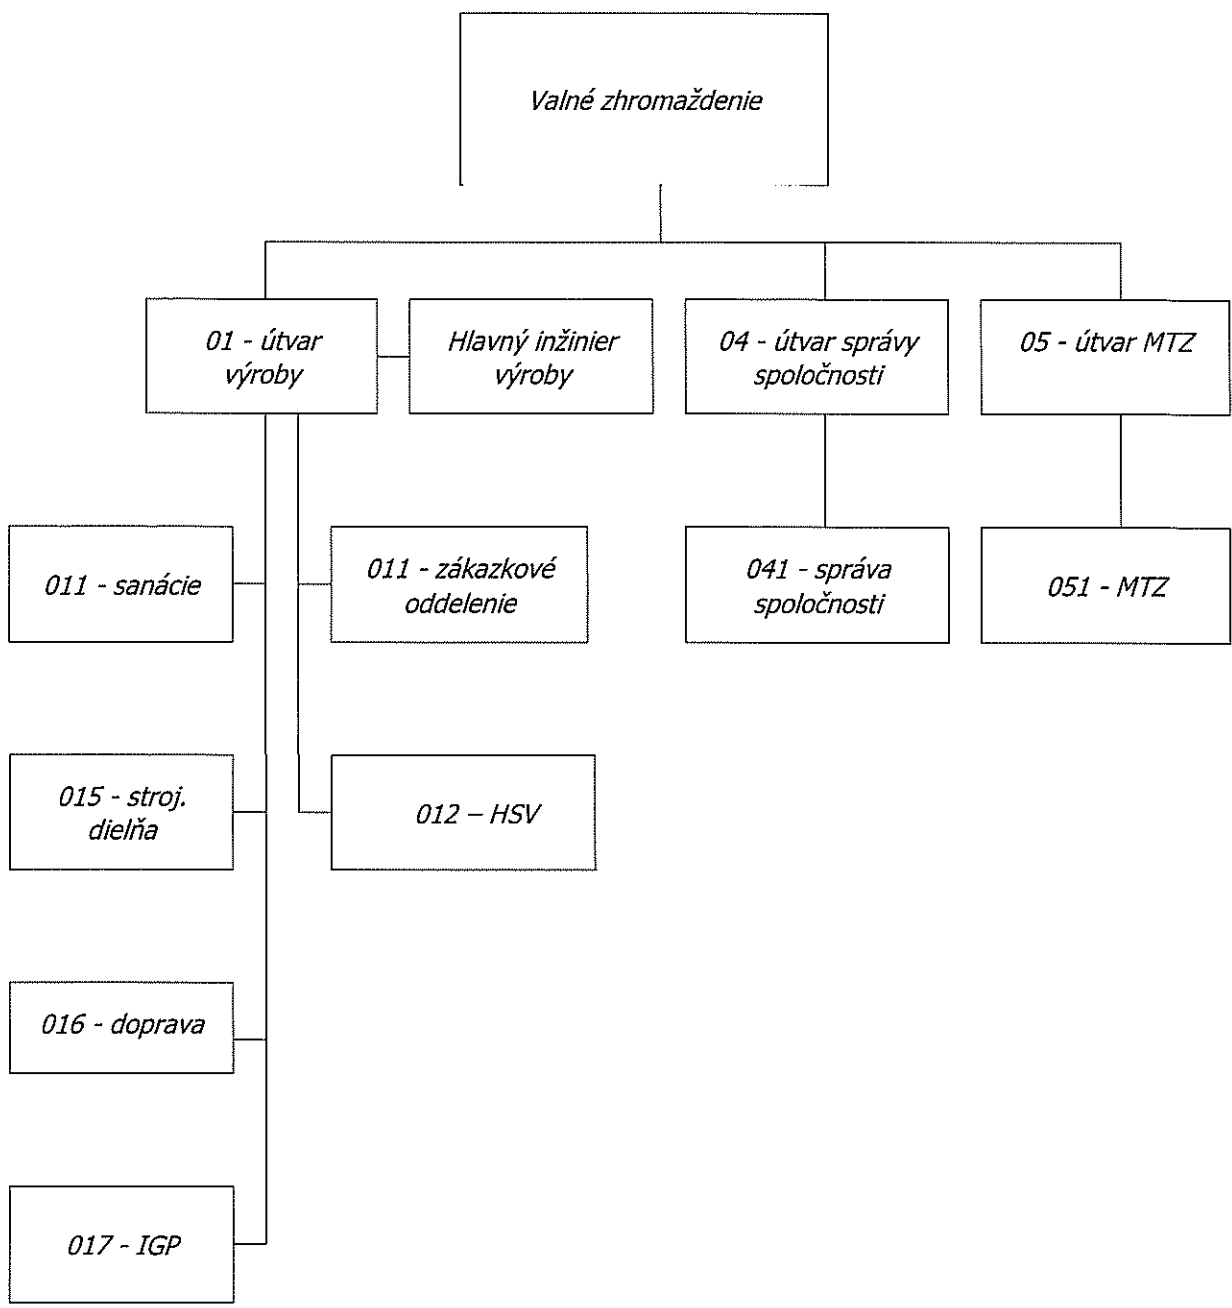 Valné zhromaždenie
01 - útvar
výroby
Hlavný inžinier
výroby
04 - útvar správy
spoločnosti
05 - útvar MTZ
011 - sanácie
011 - zákazkové
oddelenie
041 - správa
spoločnosti
051 - MTZ
015 - stroj.
dielňa
012 – HSV
016 - doprava
017 - IGP